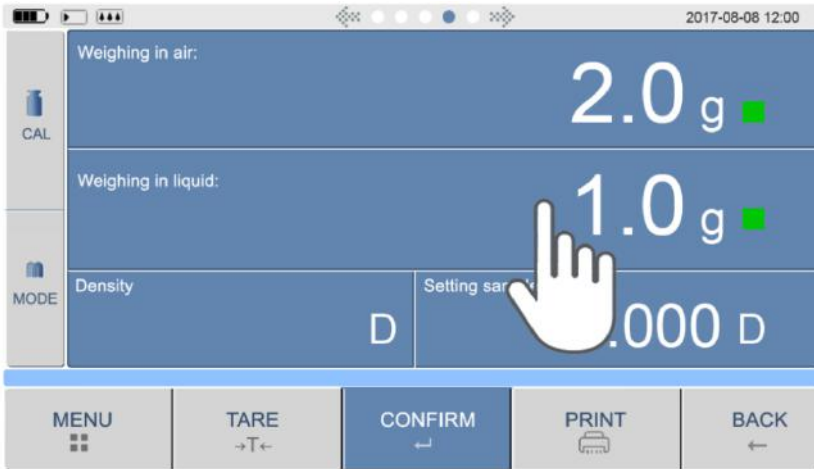 2017-08-08 12:00
Weighing in air:
2.0 g
CAL
Weighing in liquid:
1.0 g
MODE
Density
D
Setting
.000 D
MENU
TARE
→T←
CONFIRM
PRINT
BACK